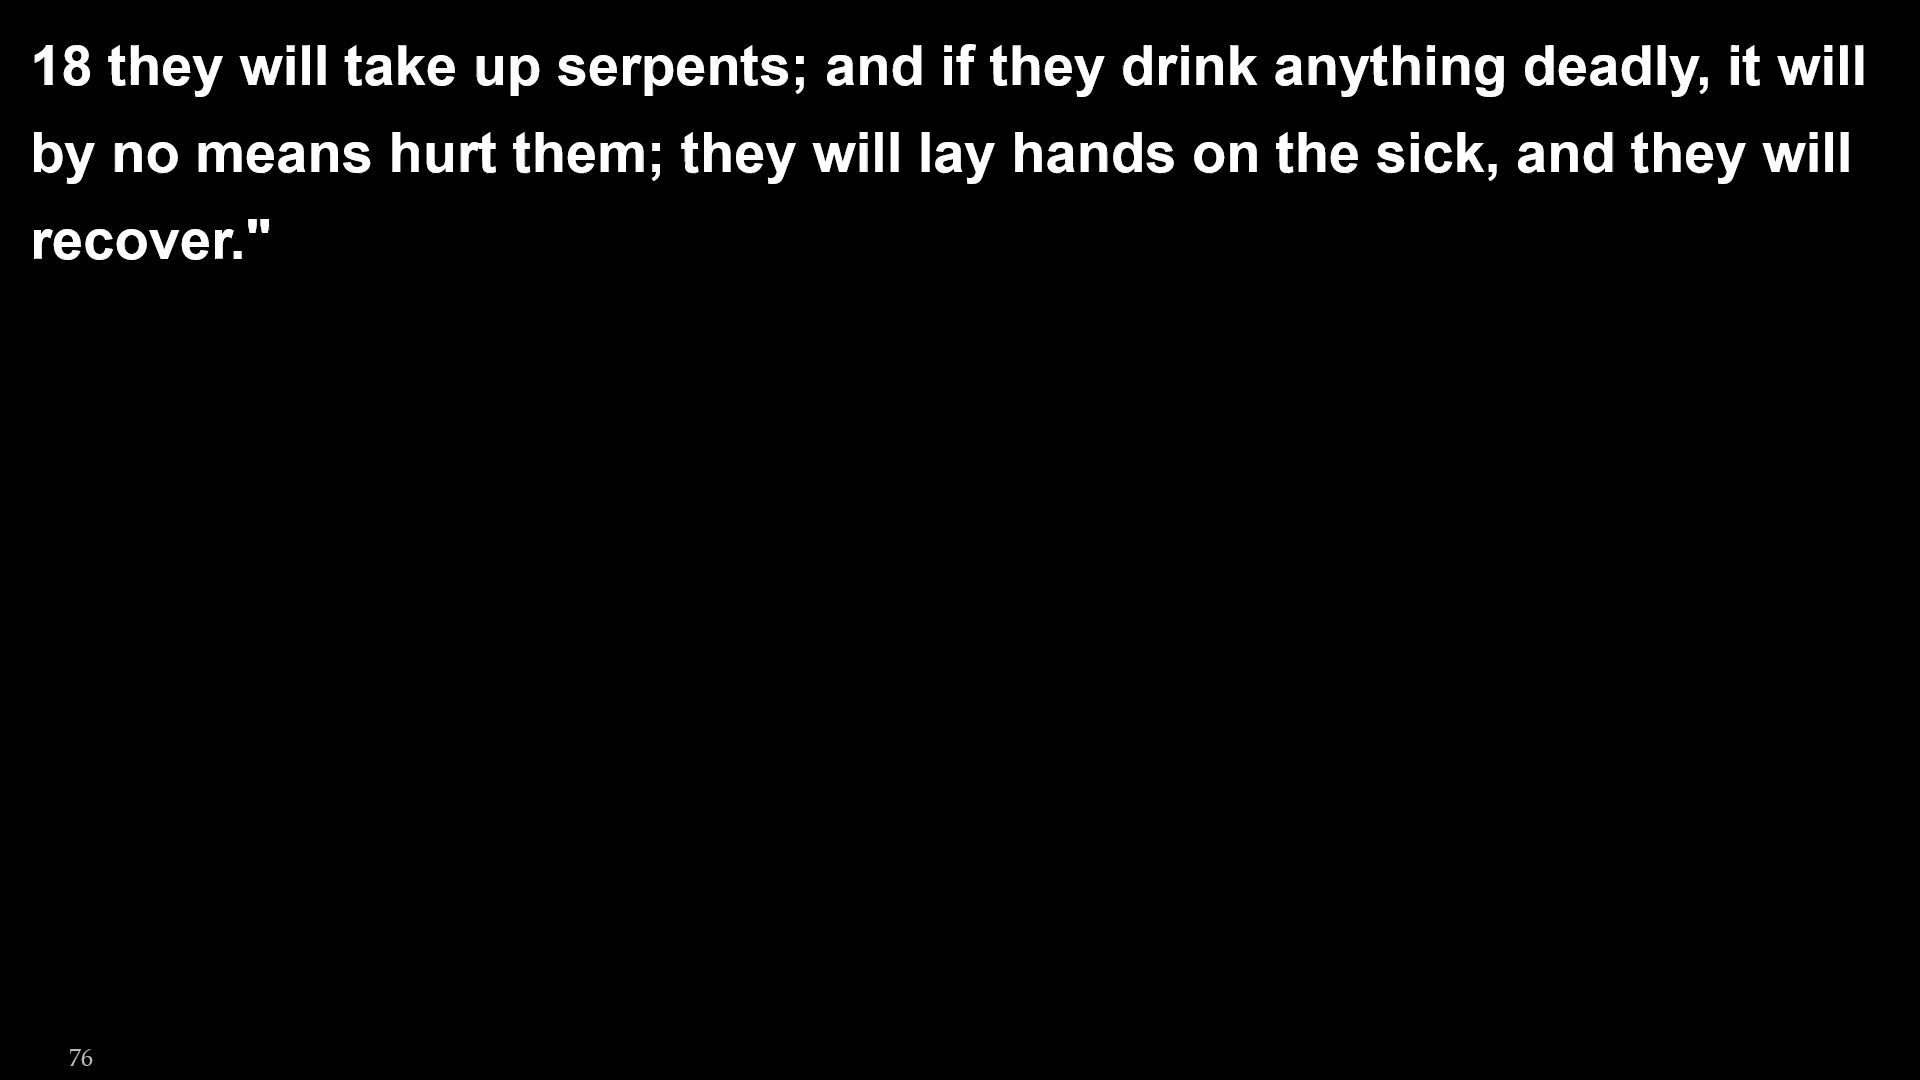 18 they will take up serpents; and if they drink anything deadly, it will
by no means hurt them; they will lay hands on the sick, and they will
recover."
76